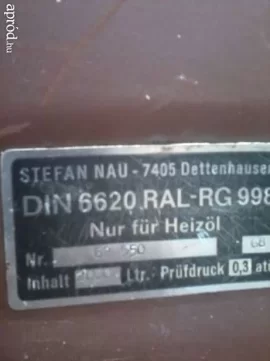 apród.hu
STEFAN NAU - 7405 Dettenhausen
DIN 6620 RAL-RG 998
Nur für Heizöl
Nr.
Inhalt Ltr. Prüfdruck 0,3 atü